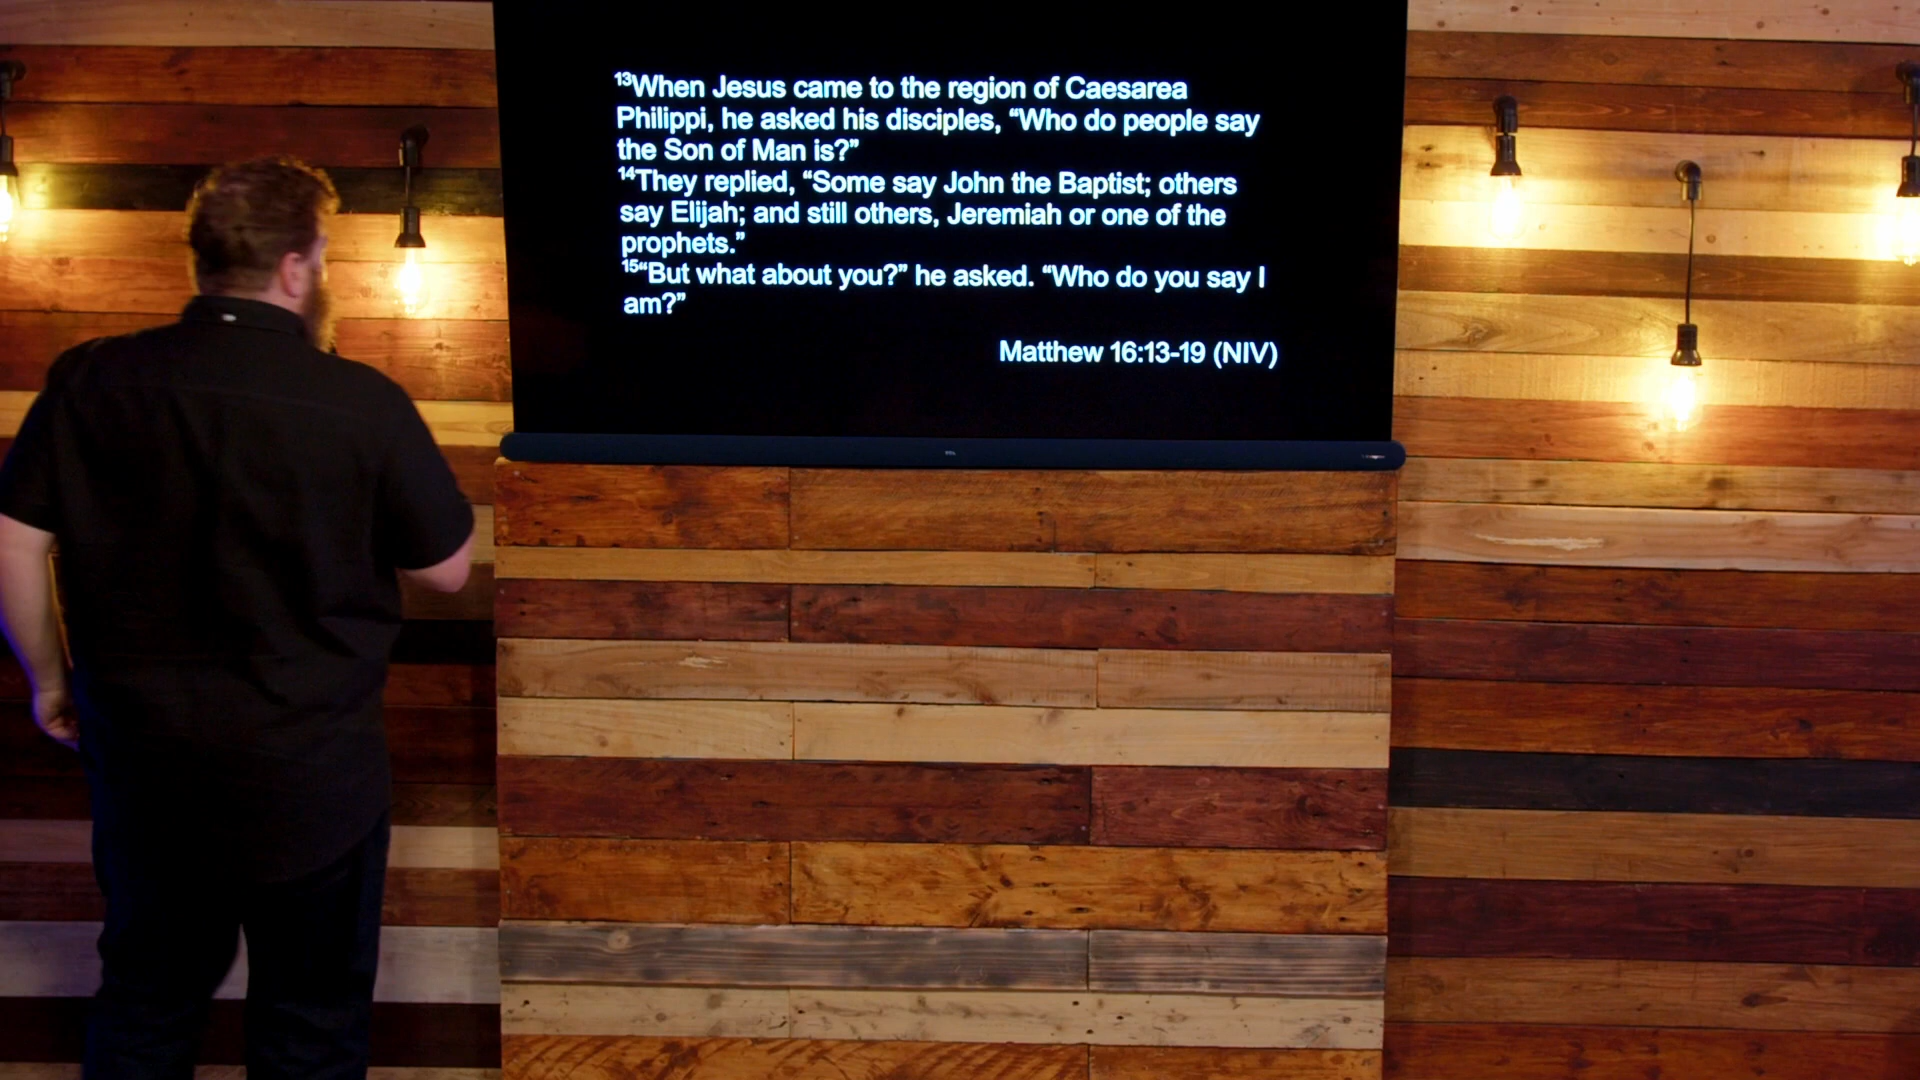 13When Jesus came to the region of Caesarea
Philippi, he asked his disciples, “Who do people say
the Son of Man is?”
14They replied, “Some say John the Baptist; others
say Elijah; and still others, Jeremiah or one of the
prophets.”
15“But what about you?” he asked. “Who do you say I
am?”
Matthew 16:13-19 (NIV)